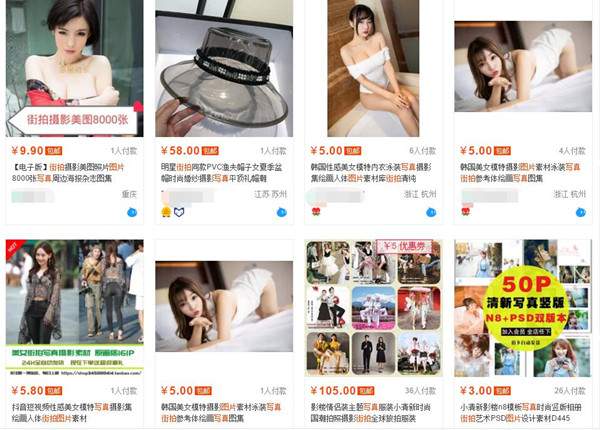 街拍摄影美图8000张
￥9.90 包邮 1人付款
【电子版】街拍摄影美图照片图片
8000张写真周边海报杂志图集
重庆
￥58.00 包邮 2人付款
明星街拍同款PVC渔夫帽子女夏季盆
帽时尚婚纱摄影写真平顶礼帽潮
江苏 苏州
￥5.00 包邮 6人付款
韩国性感美女模特内衣泳装写真摄影
集绘画人体图片素材库街拍清纯
浙江 杭州
￥5.00 包邮 4人付款
韩国美女模特摄影图片素材泳装写真
街拍参考体绘画写真图集
浙江 杭州
HOT
美女街拍写真摄影素材 原画质161P
￥5.80 包邮 1人付款
抖音短视频性感美女模特写真摄影集
绘画街拍人体图片素材
￥5.00 包邮 1人付款
韩国美女模特摄影图片素材泳装写真
街拍参考体绘画写真图集
￥5 优惠券
￥105.00 包邮 36人付款
影楼情侣装主题写真服装小清新时尚
国潮拍照摄影街拍全球旅拍服装
50P
清新写真竖版
N8+PSD双版本
加入会员 全店任下
￥3.00 包邮 26人付款
小清新影楼n8模板写真时尚竖版相册
街拍艺术PSD图片设计素材D445